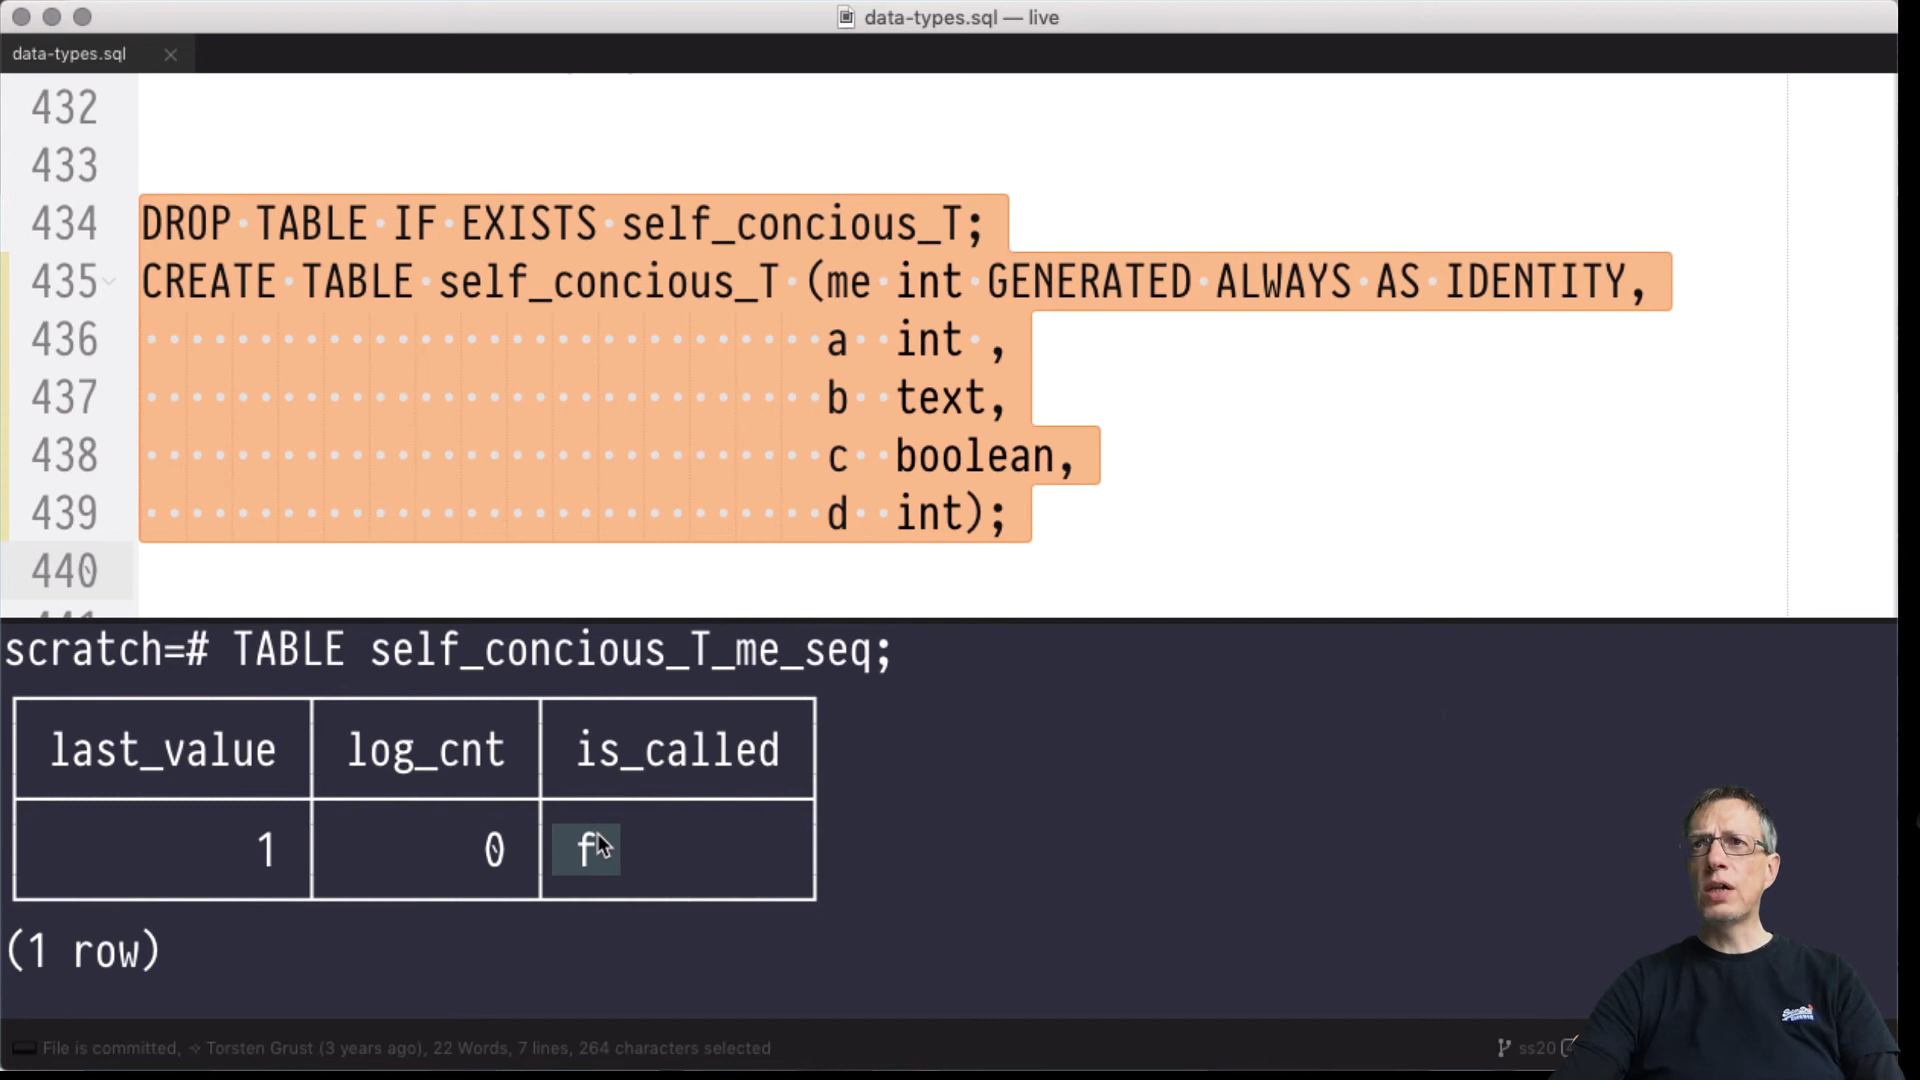 data-types.sql — live
data-types.sql
432
433
434 DROP TABLE IF EXISTS self_concious_T;
435 CREATE TABLE self_concious_T (me int GENERATED ALWAYS AS IDENTITY,
436 a int ,
437 b text,
438 c boolean,
439 d int);
440
scratch=# TABLE self_concious_T_me_seq;
last_value log_cnt is_called
1 0 f
(1 row)
File is committed, Torsten Grust (3 years ago), 22 Words, 7 lines, 264 characters selected
ss20